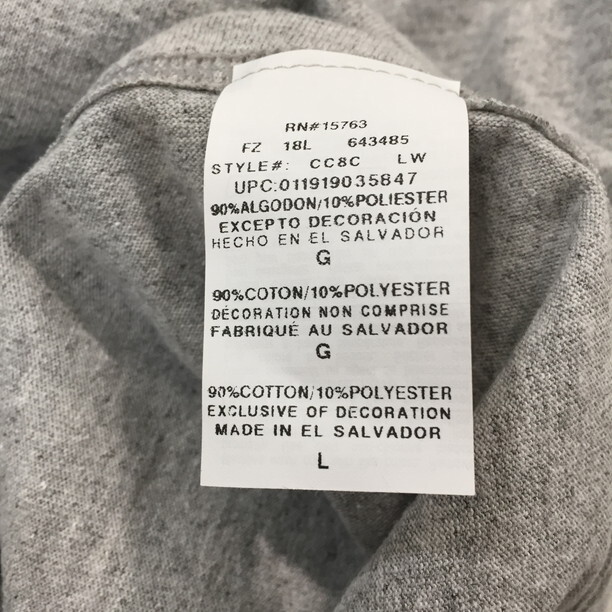 RN#15763
FZ 18L 643485
STYLE#: CC8C LW
UPC:011919035847
90%ALGODON/10%POLIESTER
EXCEPTO DECORACIÓN
HECHO EN EL SALVADOR
G
90%COTON/10%POLYESTER
DÉCORATION NON COMPRISE
FABRIQUÉ AU SALVADOR
G
90%COTTON/10%POLYESTER
EXCLUSIVE OF DECORATION
MADE IN EL SALVADOR
L